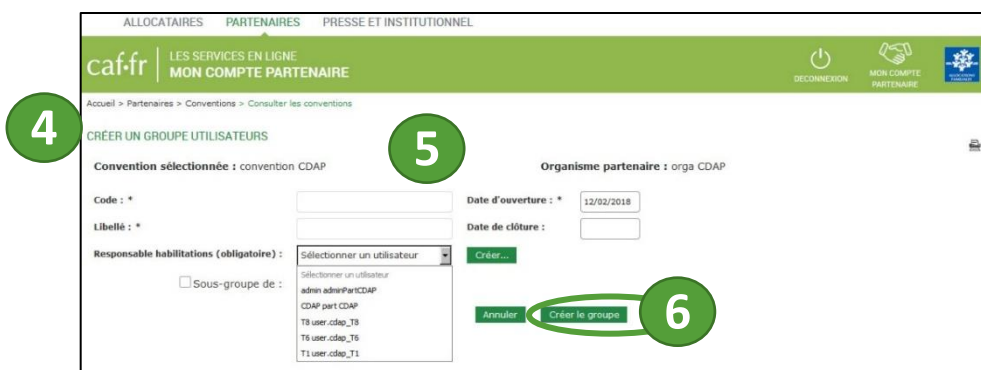 ALLOCATAIRES PARTENAIRES PRESSE ET INSTITUTIONNEL
caf.fr LES SERVICES EN LIGNE
MON COMPTE PARTENAIRE
DECONNEXION
MON COMPTE
PARTENAIRE
ALLOCATIONS
FAMILIALES
Accueil > Partenaires > Conventions > Consulter les conventions
4
CRÉER UN GROUPE UTILISATEURS
5
Convention sélectionnée : convention CDAP Organisme partenaire : orga CDAP
Code : * Date d'ouverture : * 12/02/2018
Libellé : * Date de clôture :
Responsable habilitations (obligatoire) : Sélectionner un utilisateur Créer...
Sélectionner un utilisateur
Sous-groupe de :
admin adminPartCDAP
CDAP part CDAP
T8 user.cdap_T8
T6 user.cdap_T6
T1 user.cdap_T1
Annuler Créer le groupe
6